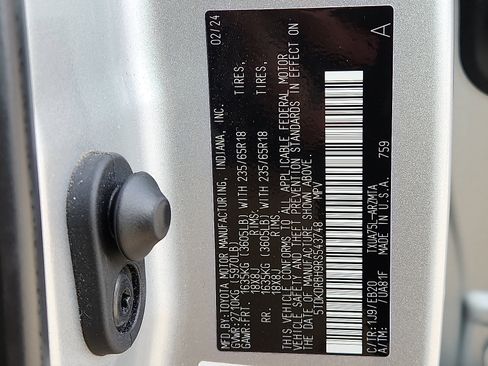 MFD.BY:TOYOTA MOTOR MANUFACTURING, INDIANA, INC. 02/24
GVWR: 2710KG (5970LB)
GAWR:FRT. 1635KG (3605LB) WITH 235/65R18 TIRES,
18X8J RIMS,
RR. 1635KG (3605LB) WITH 235/65R18 TIRES,
18X8J RIMS,
THIS VEHICLE CONFORMS TO ALL APPLICABLE FEDERAL MOTOR
VEHICLE SAFETY AND THEFT PREVENTION STANDARDS IN EFFECT ON
THE DATE OF MANUFACTURE SHOWN ABOVE.
5TDKDRBH9RS543748 MPV
C/TR:1J9/EB20 TXUA75L-ARZMTA
A/TM: /UA81F MADE IN U.S.A. 759
A